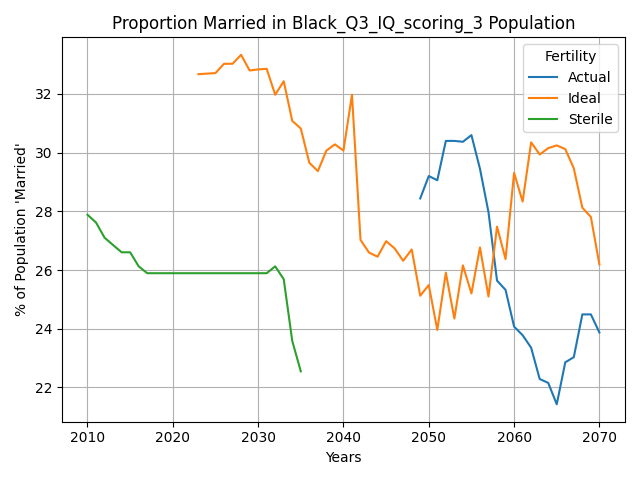 Proportion Married in Black_Q3_IQ_scoring_3 Population
Fertility
Actual
Ideal
Sterile
% of Population 'Married'
32
30
28
26
24
22
2010 2020 2030 2040 2050 2060 2070
Years